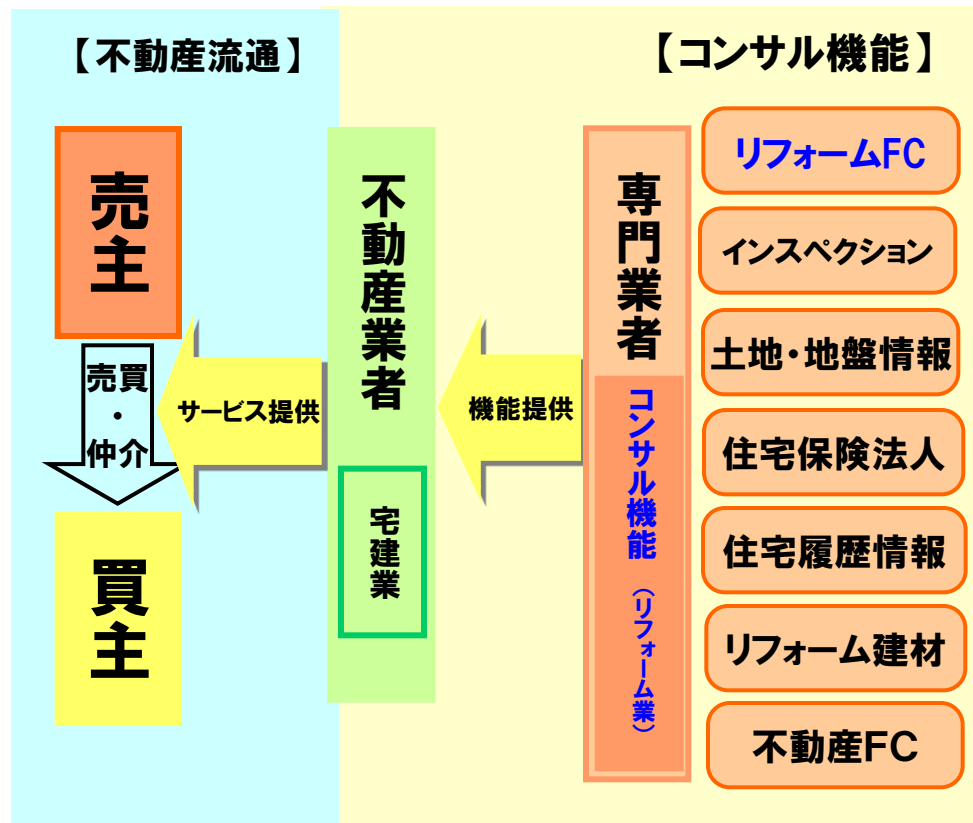 【不動産流通】
【コンサル機能】
売主
売買
・
仲介
買主
サービス提供
不動産業者
宅建業
機能提供
専門業者
コンサル機能
（リフォーム業）
リフォームFC
インスペクション
土地・地盤情報
住宅保険法人
住宅履歴情報
リフォーム建材
不動産FC